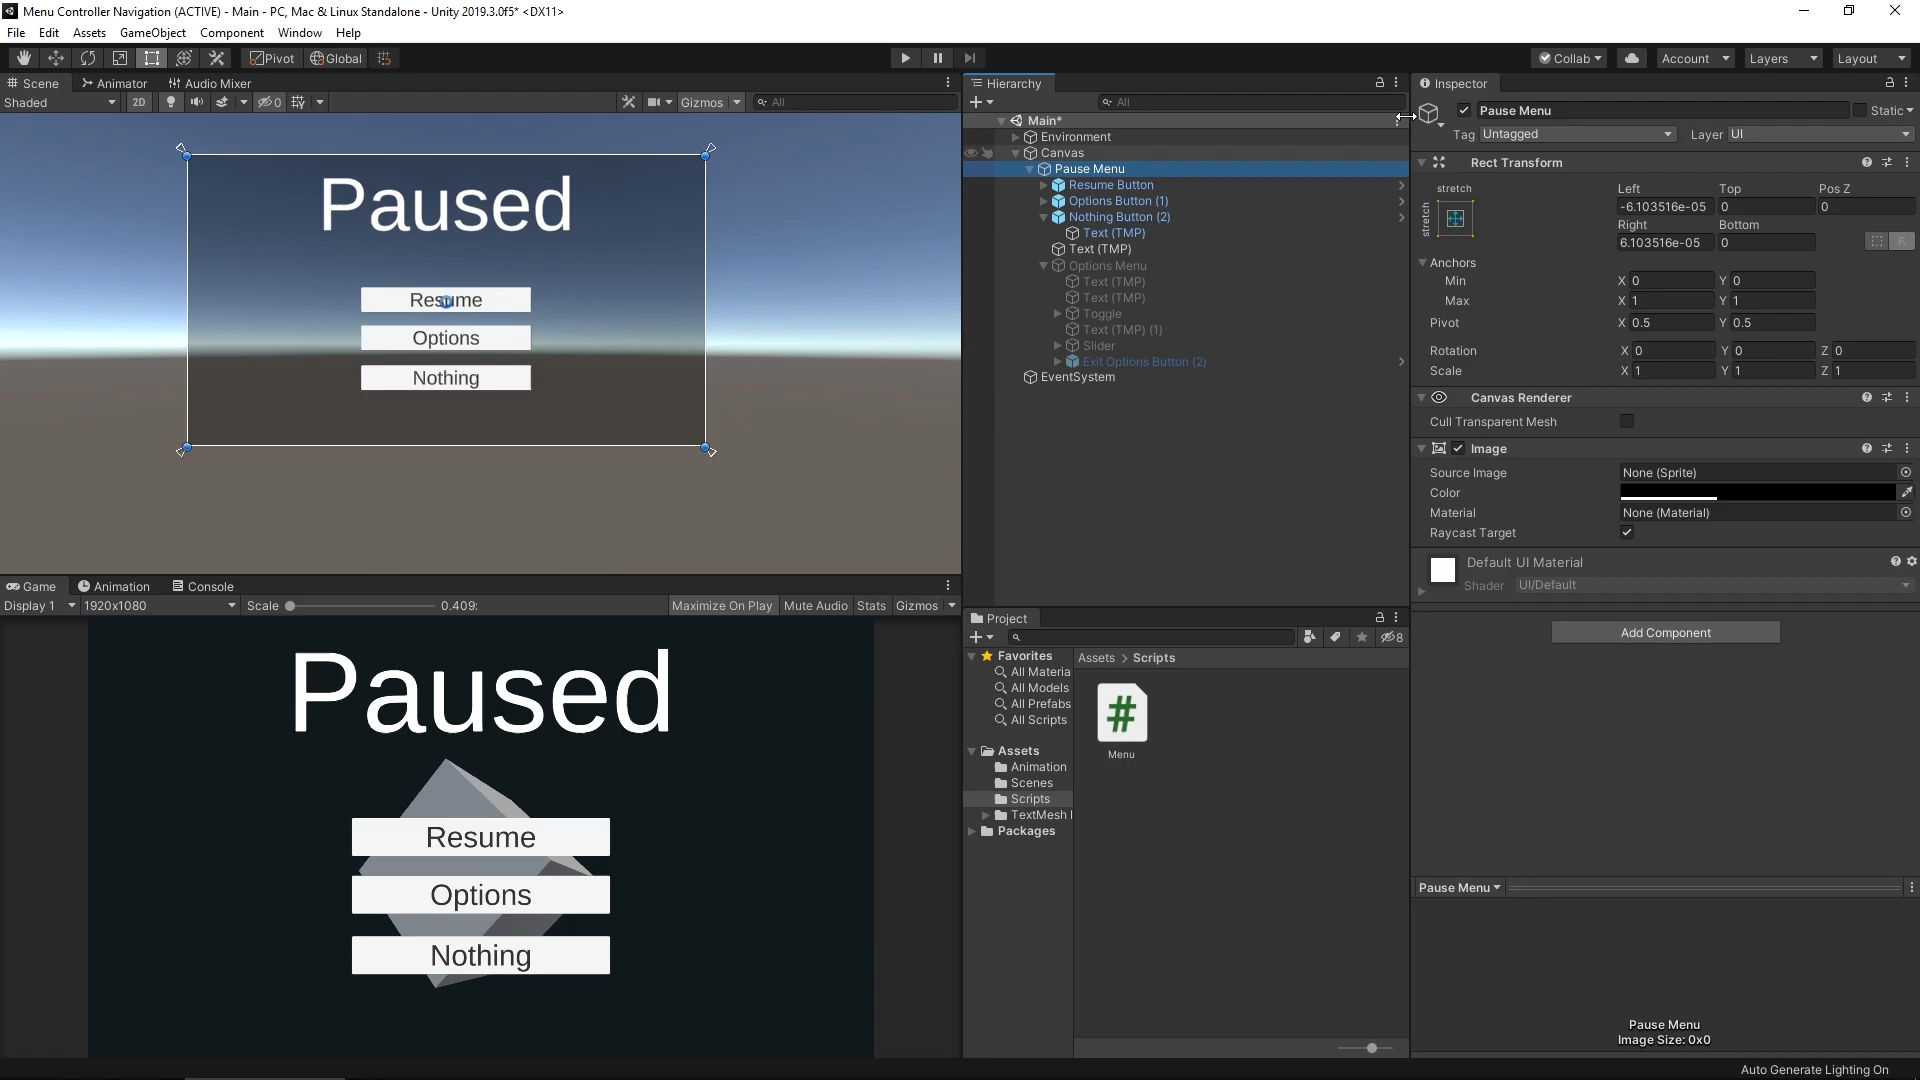 Menu Controller Navigation (ACTIVE) - Main - PC, Mac & Linux Standalone - Unity 2019.3.0f5* <DX11>
File Edit Assets GameObject Component Window Help
Pivot Global Collab Account Layers Layout
Scene Animator Audio Mixer
Shaded 2D 0 Gizmos All
Paused
Resume
Options
Nothing
Game Animation Console
Display 1 1920x1080 Scale 0.409: Maximize On Play Mute Audio Stats Gizmos
Paused
Resume
Options
Nothing
Hierarchy
All
Main*
Environment
Canvas
Pause Menu
Resume Button
Options Button (1)
Nothing Button (2)
Text (TMP)
Text (TMP)
Options Menu
Text (TMP)
Text (TMP)
Toggle
Text (TMP) (1)
Slider
Exit Options Button (2)
EventSystem
Project
8
Favorites
All Materia
All Models
All Prefabs
All Scripts
Assets
Animation
Scenes
Scripts
TextMesh
Packages
Assets > Scripts
#
Menu
Inspector
Pause Menu Static
Tag Untagged Layer UI
Rect Transform
stretch
stretch
Left Top Pos Z
-6.103516e-05 0 0
Right Bottom
6.103516e-05 0 R
Anchors
Min X 0 Y 0
Max X 1 Y 1
Pivot X 0.5 Y 0.5
Rotation X 0 Y 0 Z 0
Scale X 1 Y 1 Z 1
Canvas Renderer
Cull Transparent Mesh
Image
Source Image None (Sprite)
Color
Material None (Material)
Raycast Target
Default UI Material
Shader UI/Default
Add Component
Pause Menu
Pause Menu
Image Size: 0x0
Auto Generate Lighting On